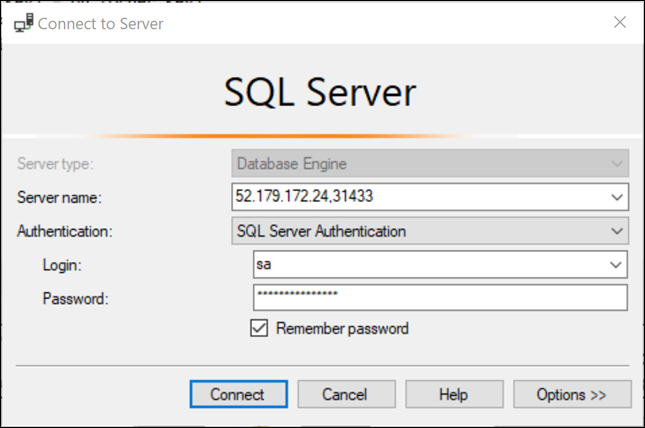 Connect to Server
SQL Server
Server type: Database Engine
Server name: 52.179.172.24,31433
Authentication: SQL Server Authentication
Login: sa
Password: ***************
Remember password
Connect Cancel Help Options >>